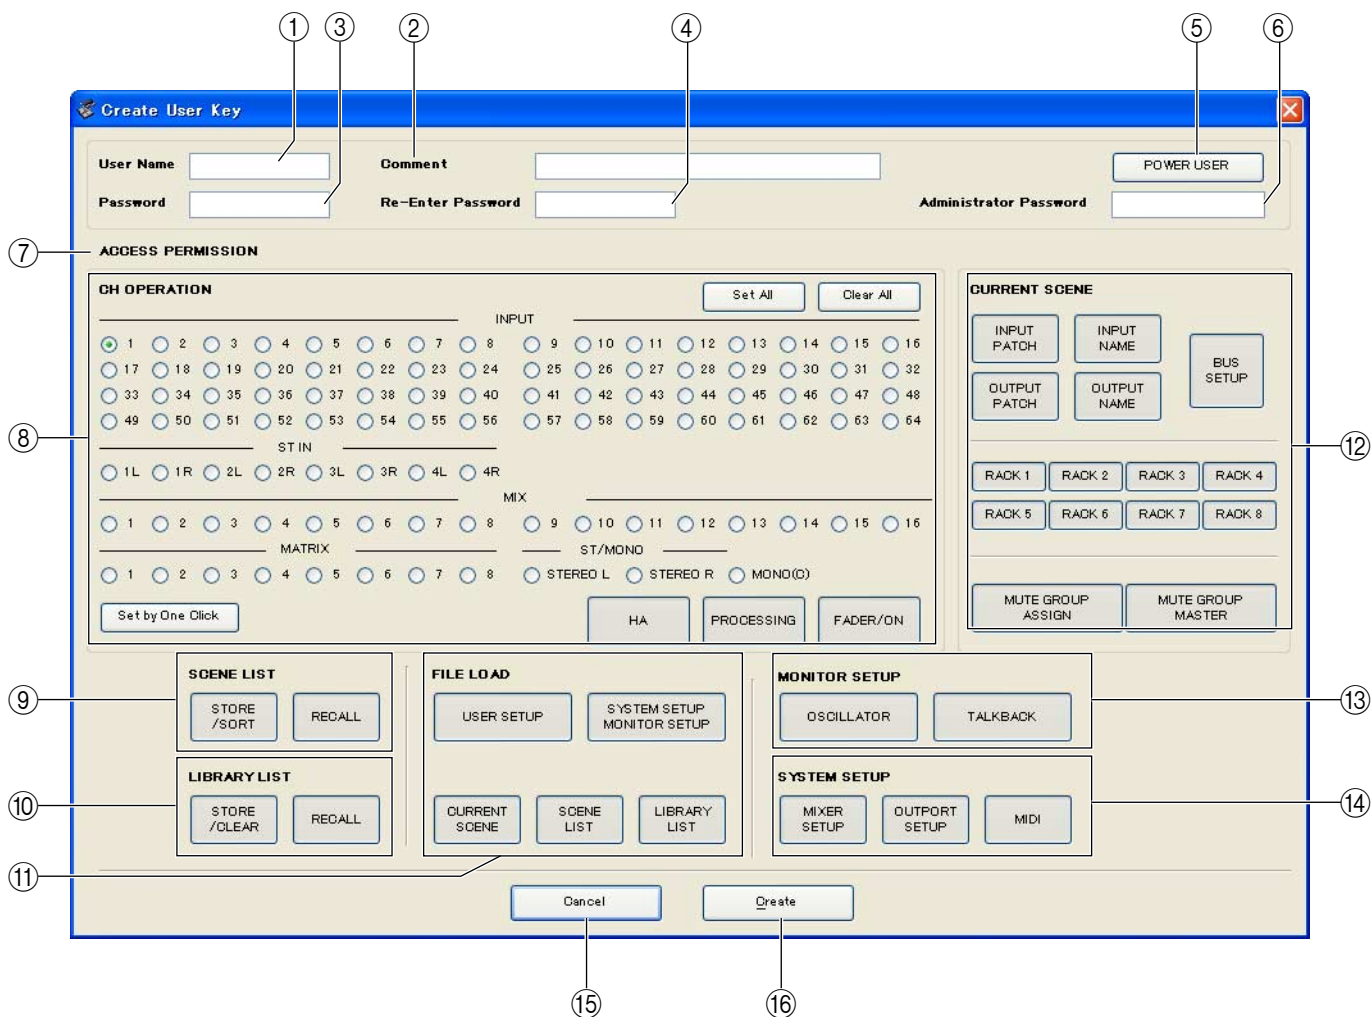 ① ③ ② ④ ⑤ ⑥
Create User Key
User Name Comment POWER USER
Password Re-Enter Password Administrator Password
⑦ ACCESS PERMISSION
CH OPERATION Set All Clear All
INPUT
1 2 3 4 5 6 7 8 9 10 11 12 13 14 15 16
17 18 19 20 21 22 23 24 25 26 27 28 29 30 31 32
33 34 35 36 37 38 39 40 41 42 43 44 45 46 47 48
49 50 51 52 53 54 55 56 57 58 59 60 61 62 63 64
⑧
ST IN
1L 1R 2L 2R 3L 3R 4L 4R
MIX
1 2 3 4 5 6 7 8 9 10 11 12 13 14 15 16
MATRIX ST/MONO
1 2 3 4 5 6 7 8 STEREO L STEREO R MONO(C)
Set by One Click HA PROCESSING FADER/ON
CURRENT SCENE
INPUT
PATCH
INPUT
NAME
BUS
SETUP
OUTPUT
PATCH
OUTPUT
NAME
⑫
RACK 1 RACK 2 RACK 3 RACK 4
RACK 5 RACK 6 RACK 7 RACK 8
MUTE GROUP
ASSIGN
MUTE GROUP
MASTER
SCENE LIST
⑨
STORE
/SORT
RECALL
LIBRARY LIST
⑩
STORE
/CLEAR
RECALL
FILE LOAD
USER SETUP
SYSTEM SETUP
MONITOR SETUP
CURRENT
SCENE
SCENE
LIST
LIBRARY
LIST
⑪
MONITOR SETUP
OSCILLATOR TALKBACK
⑬
SYSTEM SETUP
MIXER
SETUP
OUTPORT
SETUP
MIDI
⑭
Cancel Create
⑮ ⑯